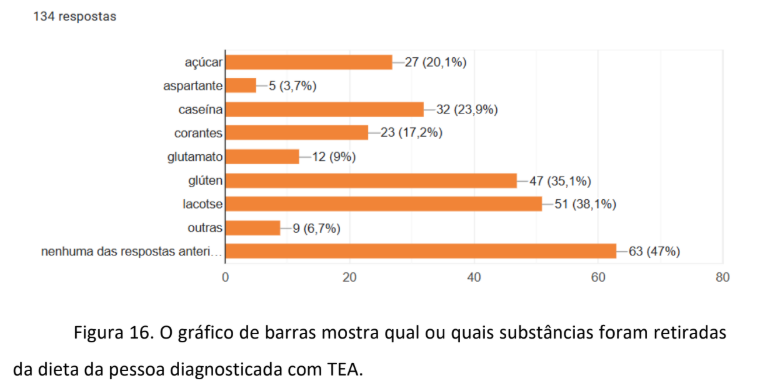 134 respostas
açúcar 27 (20,1%)
aspartante 5 (3,7%)
caseína 32 (23,9%)
corantes 23 (17,2%)
glutamato 12 (9%)
glúten 47 (35,1%)
lacotse 51 (38,1%)
outras 9 (6,7%)
nenhuma das respostas anteri... 63 (47%)
0 20 40 60 80
Figura 16. O gráfico de barras mostra qual ou quais substâncias foram retiradas
da dieta da pessoa diagnosticada com TEA.